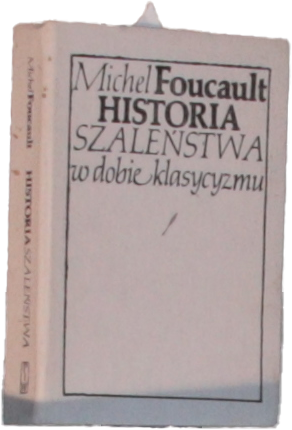 Michel Foucault
HISTORIA
SZALEŃSTWA
w dobie klasycyzmu
Michel Foucault HISTORIA SZALEŃSTWA